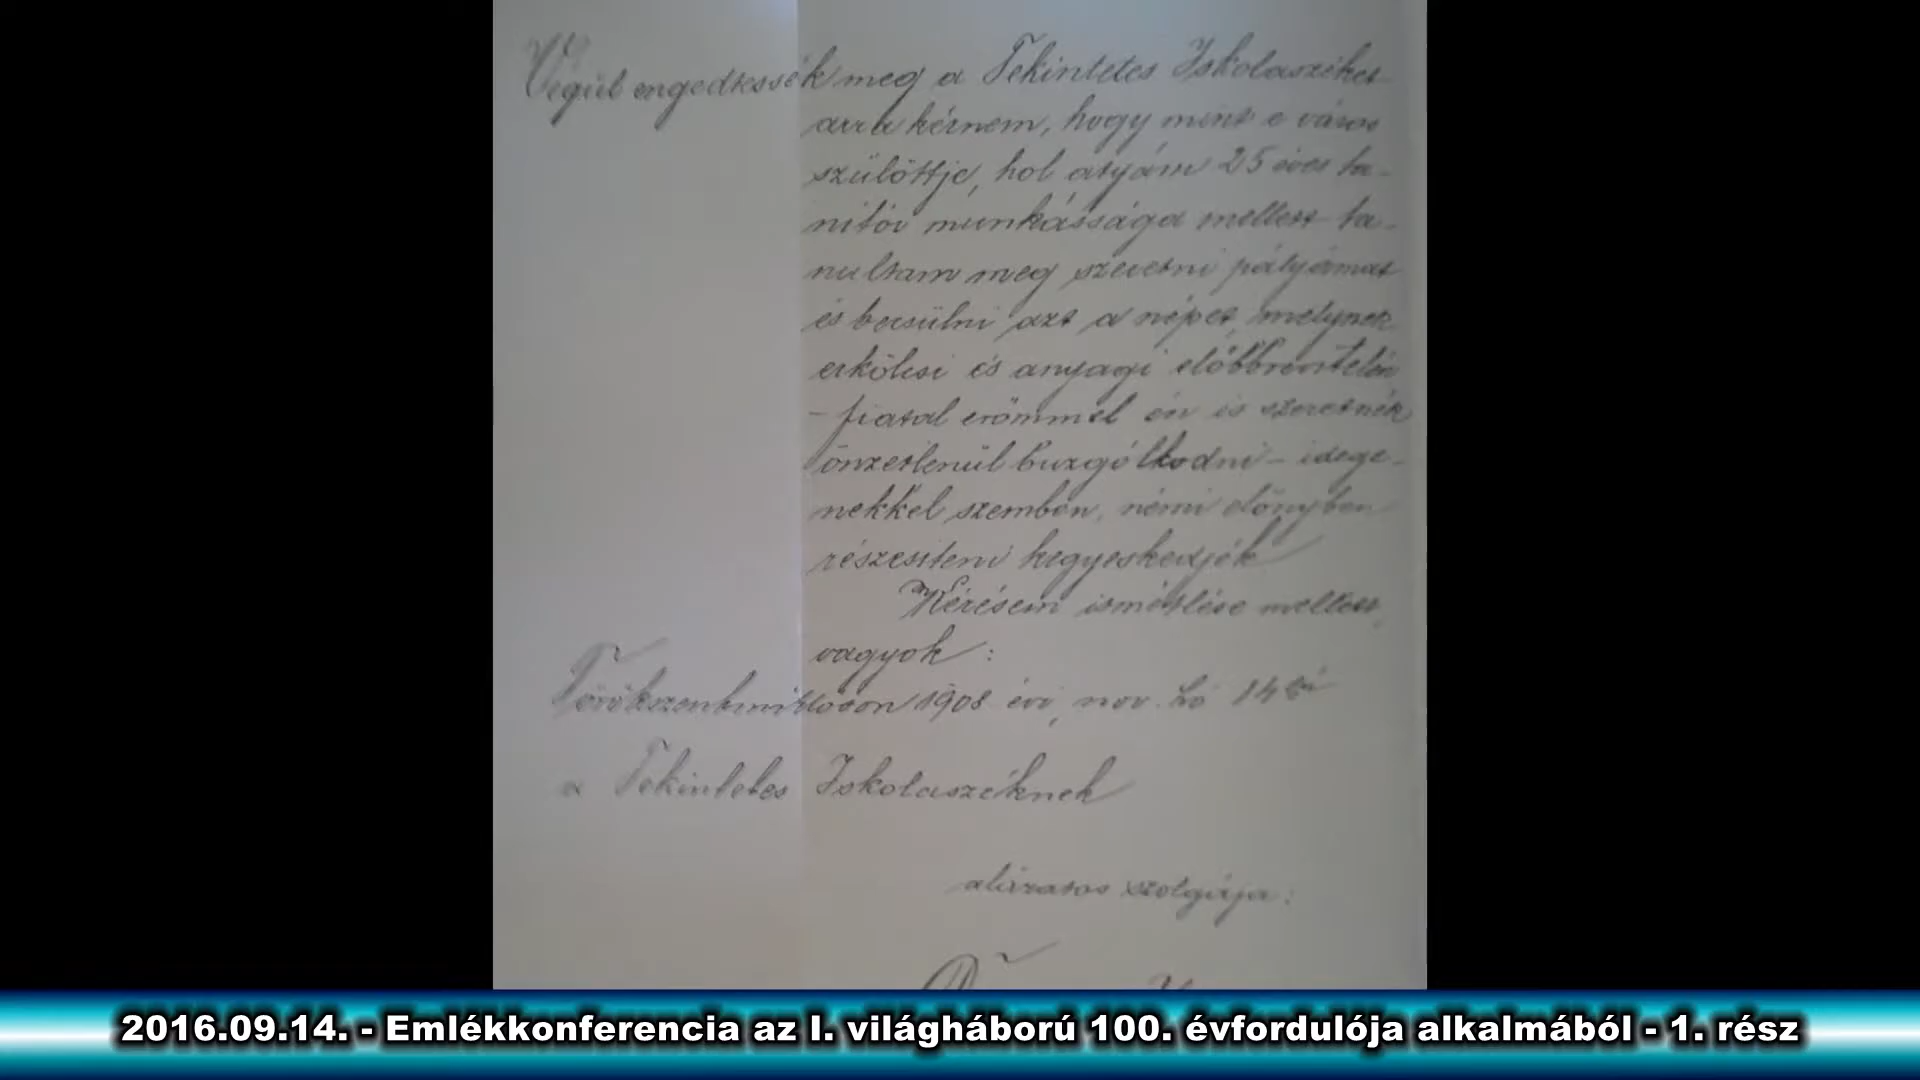 Végül engedtessék meg a Tekintetes Iskolaszéket
arra kérnem, hogy mint e város
szülöttje, hol atyám 25 éves ta-
nitói munkássága mellett ta-
nultam meg szeretni pályámat
és becsülni azt a népet, melynek
erkölcsi és anyagi előbbrevitelén
- fiatal erőmmel én is szeretnék
önzetlenül buzgólkodni - idege-
nekkel szemben, némi előnyben
részesíteni kegyeskedjék
Kérésem ismétlése mellett,
vagyok:
Törökszentmiklóson 1908 évi, nov. hó 14én
a Tekintetes Iskolaszéknek
alázatos szolgája:
2016.09.14. - Emlékkonferencia az I. világháború 100. évfordulója alkalmából - 1. rész